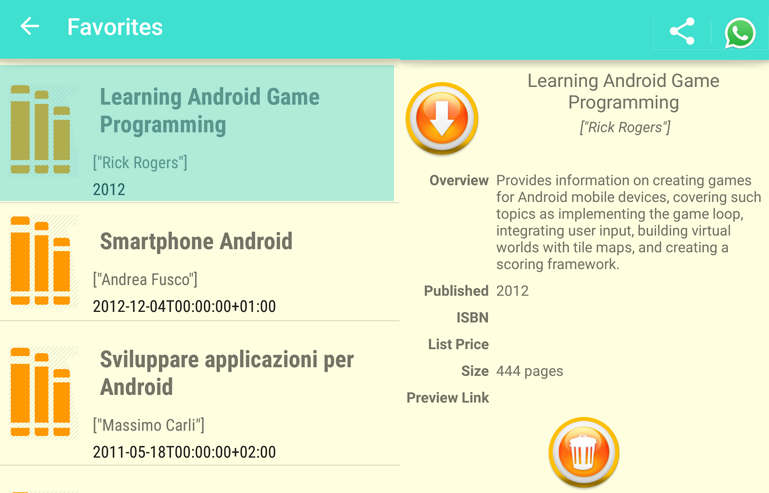 Favorites
Learning Android Game
Programming
["Rick Rogers"]
2012
Smartphone Android
["Andrea Fusco"]
2012-12-04T00:00:00+01:00
Sviluppare applicazioni per
Android
["Massimo Carli"]
2011-05-18T00:00:00+02:00
Learning Android Game
Programming
["Rick Rogers"]
Overview Provides information on creating games
for Android mobile devices, covering such
topics as implementing the game loop,
integrating user input, building virtual
worlds with tile maps, and creating a
scoring framework.
Published 2012
ISBN
List Price
Size 444 pages
Preview Link